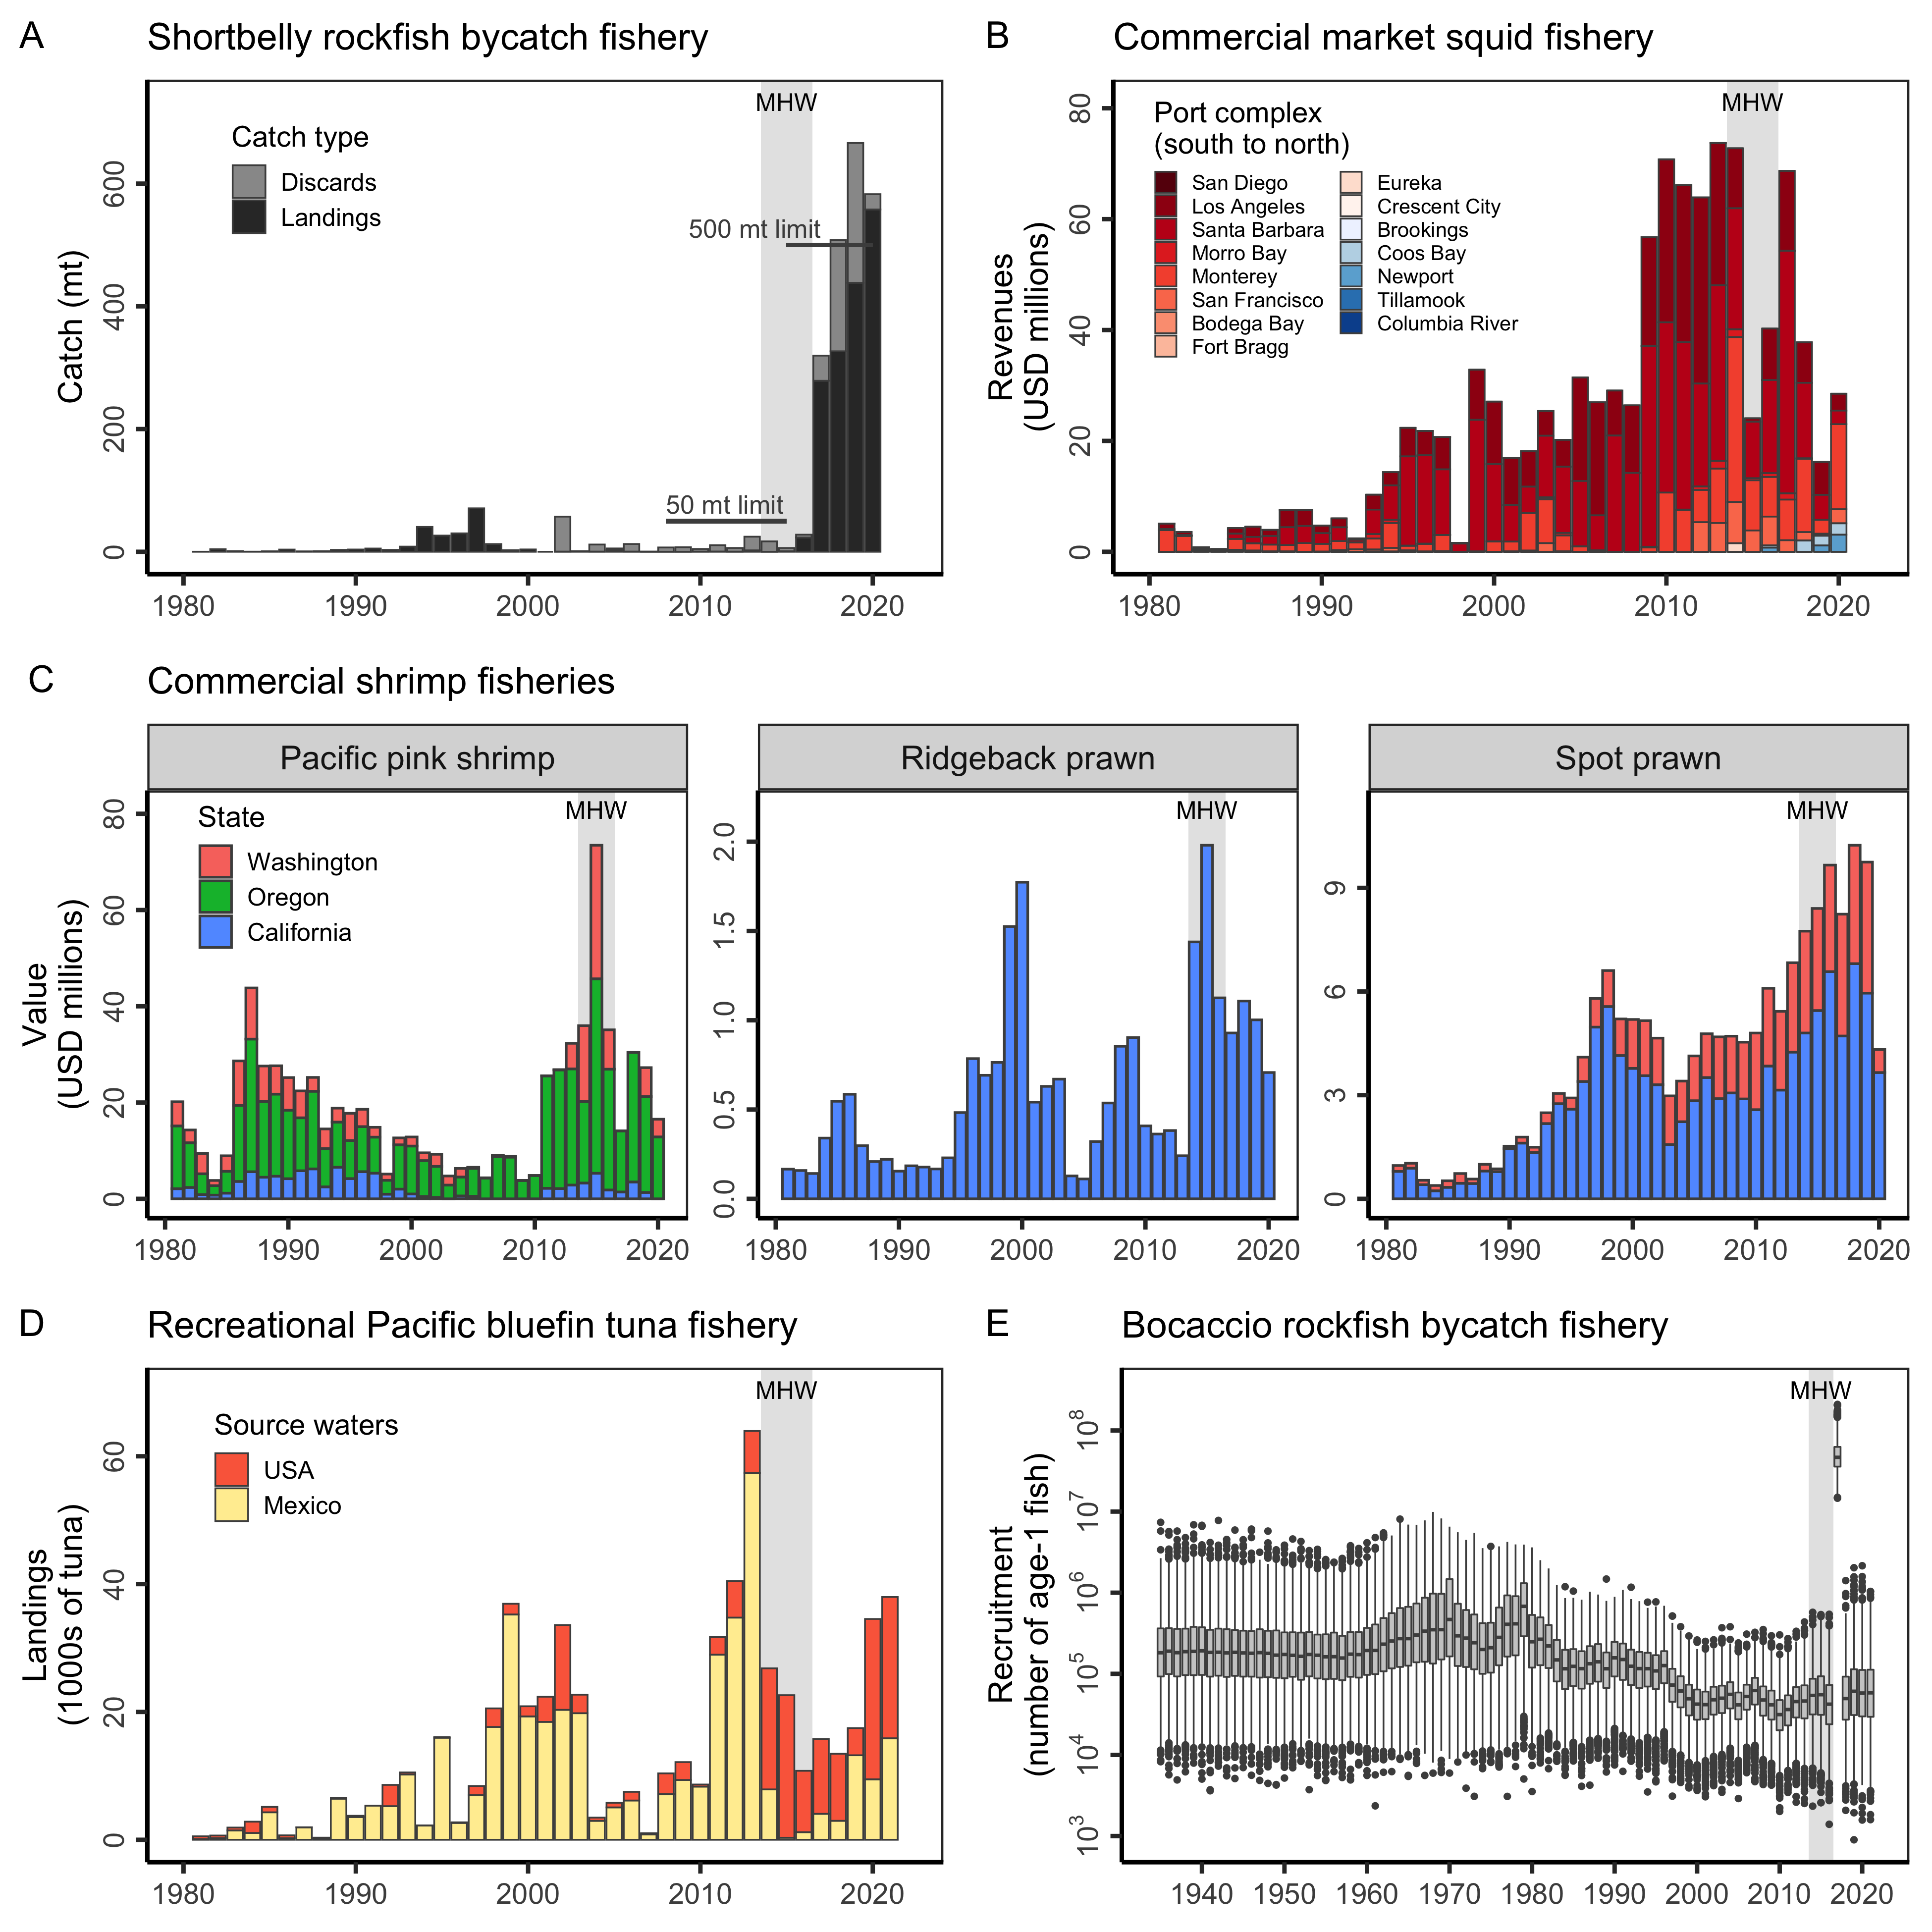 A Shortbelly rockfish bycatch fishery
MHW
Catch type
Discards
Landings
500 mt limit
50 mt limit
Catch (mt)
0
200
400
600
1980 1990 2000 2010 2020
B Commercial market squid fishery
MHW
Port complex
(south to north)
San Diego
Los Angeles
Santa Barbara
Morro Bay
Monterey
San Francisco
Bodega Bay
Fort Bragg
Eureka
Crescent City
Brookings
Coos Bay
Newport
Tillamook
Columbia River
Revenues
(USD millions)
0
20
40
60
80
1980 1990 2000 2010 2020
C Commercial shrimp fisheries
Pacific pink shrimp
MHW
State
Washington
Oregon
California
Value
(USD millions)
0
20
40
60
80
1980 1990 2000 2010 2020
Ridgeback prawn
MHW
0.0
0.5
1.0
1.5
2.0
1980 1990 2000 2010 2020
Spot prawn
MHW
0
3
6
9
1980 1990 2000 2010 2020
D Recreational Pacific bluefin tuna fishery
MHW
Source waters
USA
Mexico
Landings
(1000s of tuna)
0
20
40
60
1980 1990 2000 2010 2020
E Bocaccio rockfish bycatch fishery
MHW
Recruitment
(number of age-1 fish)
10³
10⁴
10⁵
10⁶
10⁷
10⁸
1940 1950 1960 1970 1980 1990 2000 2010 2020